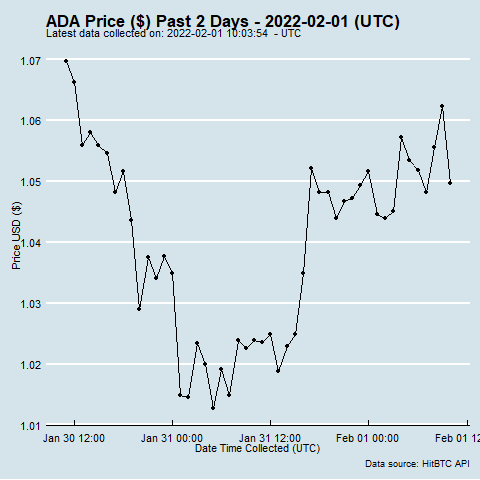 ADA Price ($) Past 2 Days - 2022-02-01 (UTC)
Latest data collected on: 2022-02-01 10:03:54 - UTC
1.07
1.06
1.05
1.04
1.03
1.02
1.01
Price USD ($)
Jan 30 12:00 Jan 31 00:00 Jan 31 12:00 Feb 01 00:00 Feb 01 12
Date Time Collected (UTC)
Data source: HitBTC API